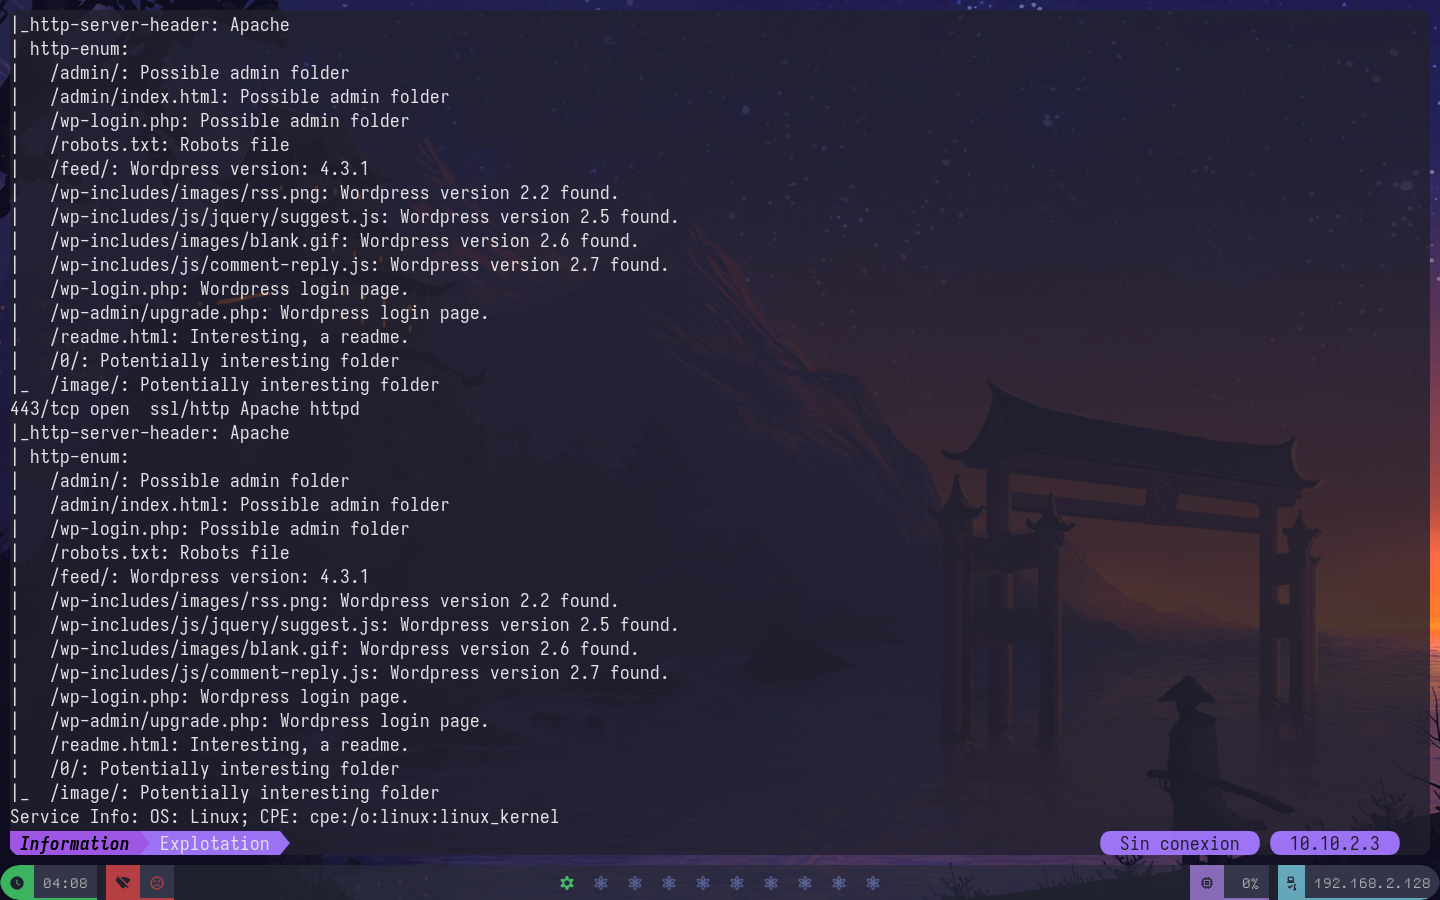 |_http-server-header: Apache
| http-enum:
|   /admin/: Possible admin folder
|   /admin/index.html: Possible admin folder
|   /wp-login.php: Possible admin folder
|   /robots.txt: Robots file
|   /feed/: Wordpress version: 4.3.1
|   /wp-includes/images/rss.png: Wordpress version 2.2 found.
|   /wp-includes/js/jquery/suggest.js: Wordpress version 2.5 found.
|   /wp-includes/images/blank.gif: Wordpress version 2.6 found.
|   /wp-includes/js/comment-reply.js: Wordpress version 2.7 found.
|   /wp-login.php: Wordpress login page.
|   /wp-admin/upgrade.php: Wordpress login page.
|   /readme.html: Interesting, a readme.
|   /0/: Potentially interesting folder
|_  /image/: Potentially interesting folder
443/tcp open  ssl/http Apache httpd
|_http-server-header: Apache
| http-enum:
|   /admin/: Possible admin folder
|   /admin/index.html: Possible admin folder
|   /wp-login.php: Possible admin folder
|   /robots.txt: Robots file
|   /feed/: Wordpress version: 4.3.1
|   /wp-includes/images/rss.png: Wordpress version 2.2 found.
|   /wp-includes/js/jquery/suggest.js: Wordpress version 2.5 found.
|   /wp-includes/images/blank.gif: Wordpress version 2.6 found.
|   /wp-includes/js/comment-reply.js: Wordpress version 2.7 found.
|   /wp-login.php: Wordpress login page.
|   /wp-admin/upgrade.php: Wordpress login page.
|   /readme.html: Interesting, a readme.
|   /0/: Potentially interesting folder
|_  /image/: Potentially interesting folder
Service Info: OS: Linux; CPE: cpe:/o:linux:linux_kernel
Information Explotation Sin conexion 10.10.2.3
04:08 0% 192.168.2.128